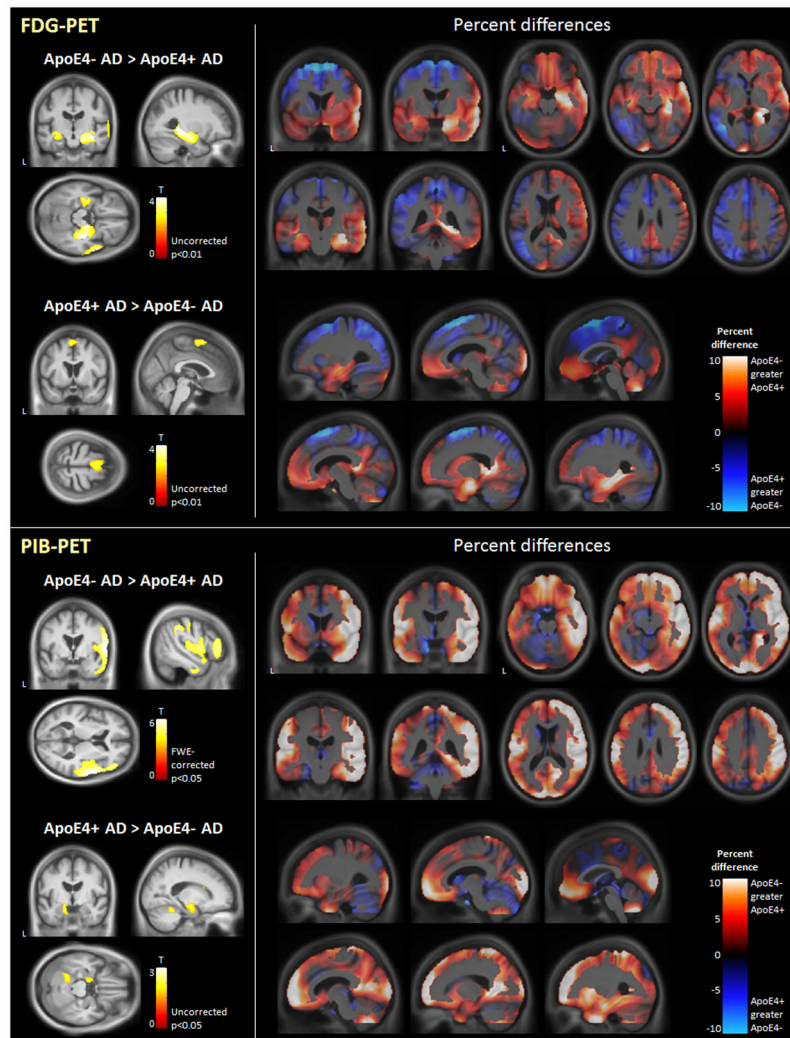 FDG-PET
Percent differences
ApoE4- AD > ApoE4+ AD
L
T
4
0
Uncorrected
p<0.01
L
L
ApoE4+ AD > ApoE4- AD
L
T
4
0
Uncorrected
p<0.01
Percent
difference
10
ApoE4-
greater
ApoE4+
5
0
-5
ApoE4+
greater
ApoE4-
-10
PIB-PET
Percent differences
ApoE4- AD > ApoE4+ AD
L
T
6
0
FWE-
corrected
p<0.05
L
L
ApoE4+ AD > ApoE4- AD
L
T
3
0
Uncorrected
p<0.05
Percent
difference
10
ApoE4-
greater
ApoE4+
5
0
-5
ApoE4+
greater
ApoE4-
-10